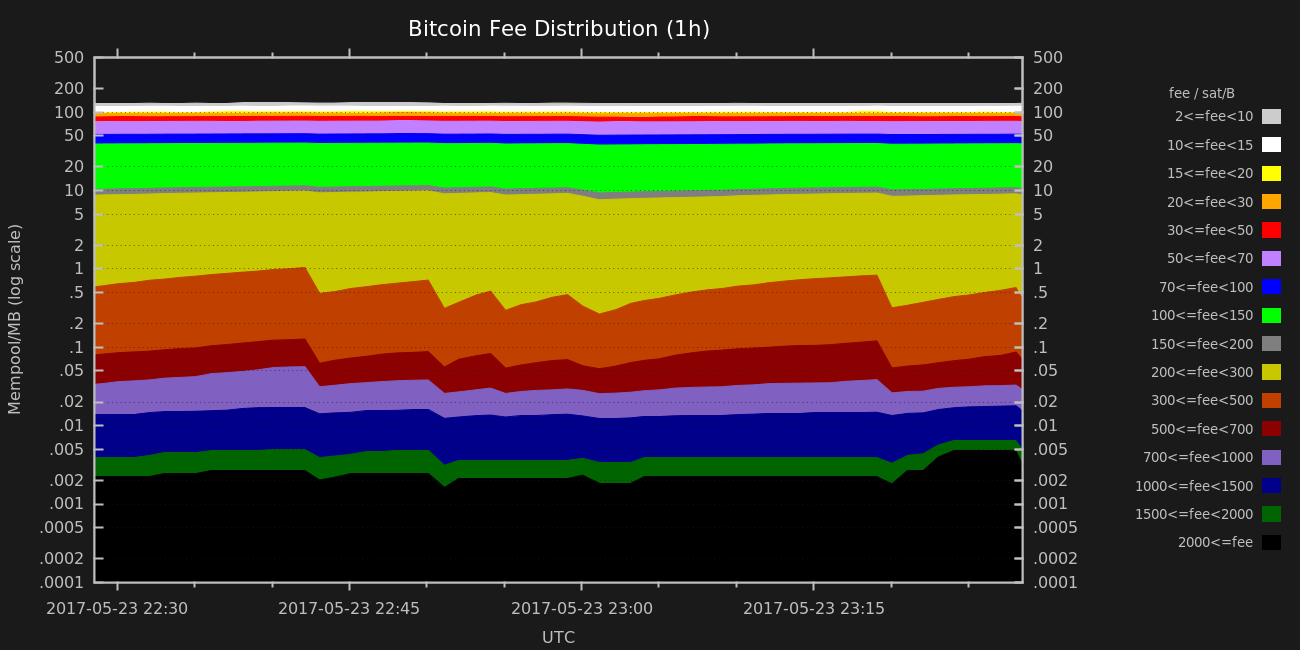 Bitcoin Fee Distribution (1h)
500 500
200 200
100 100
50 50
20 20
10 10
5 5
2 2
1 1
.5 .5
.2 .2
.1 .1
.05 .05
.02 .02
.01 .01
.005 .005
.002 .002
.001 .001
.0005 .0005
.0002 .0002
.0001 .0001
Mempool/MB (log scale)
2017-05-23 22:30 2017-05-23 22:45 2017-05-23 23:00 2017-05-23 23:15
UTC
fee / sat/B
2<=fee<10
10<=fee<15
15<=fee<20
20<=fee<30
30<=fee<50
50<=fee<70
70<=fee<100
100<=fee<150
150<=fee<200
200<=fee<300
300<=fee<500
500<=fee<700
700<=fee<1000
1000<=fee<1500
1500<=fee<2000
2000<=fee